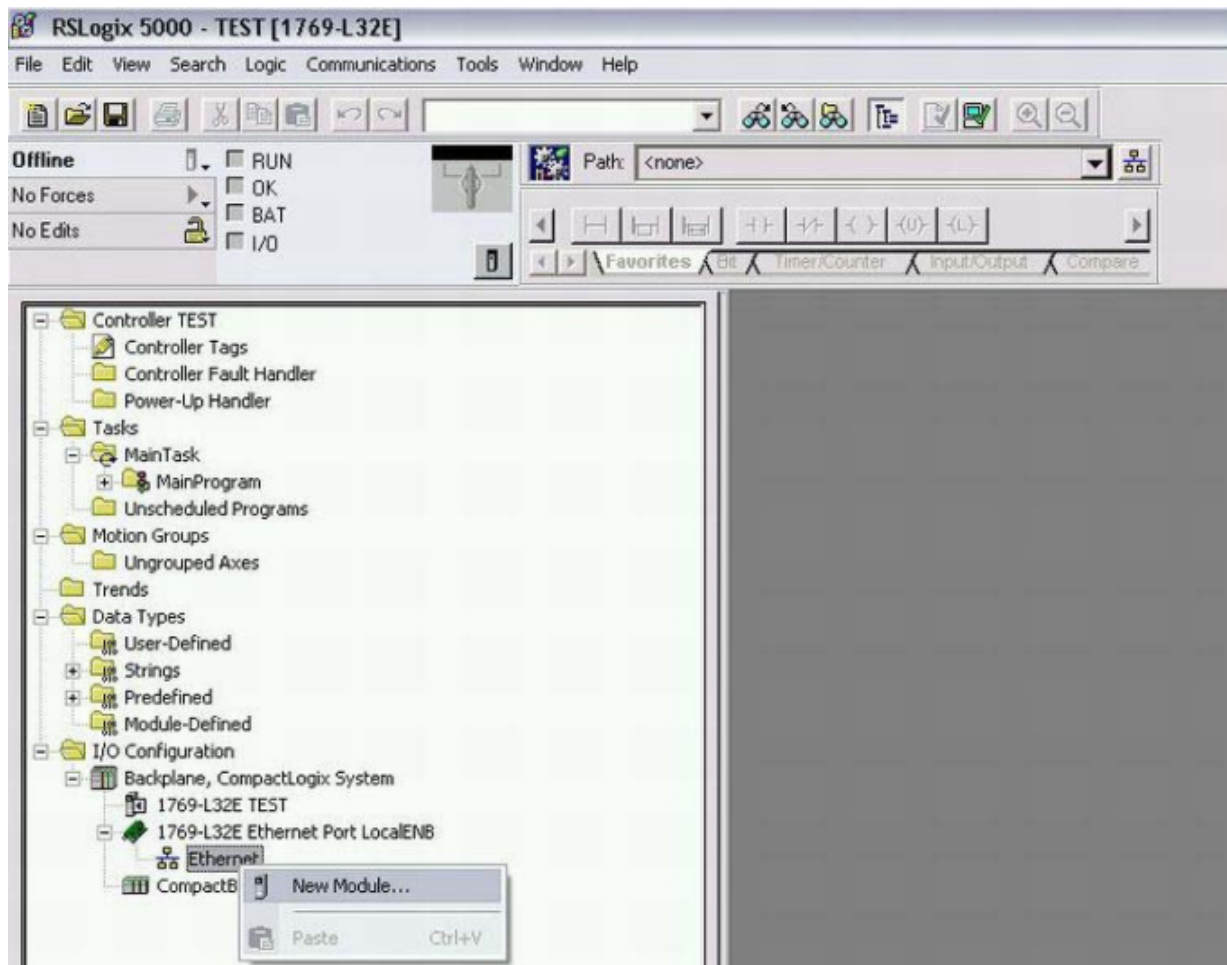 RSLogix 5000 - TEST [1769-L32E]
File Edit View Search Logic Communications Tools Window Help
Offline
RUN
Path: <none>
No Forces
OK
BAT
No Edits
I/O
Favorites Bit Timer/Counter Input/Output Compare
Controller TEST
Controller Tags
Controller Fault Handler
Power-Up Handler
Tasks
MainTask
MainProgram
Unscheduled Programs
Motion Groups
Ungrouped Axes
Trends
Data Types
User-Defined
Strings
Predefined
Module-Defined
I/O Configuration
Backplane, CompactLogix System
1769-L32E TEST
1769-L32E Ethernet Port LocalENB
Ethernet
CompactB
New Module...
Paste Ctrl+V